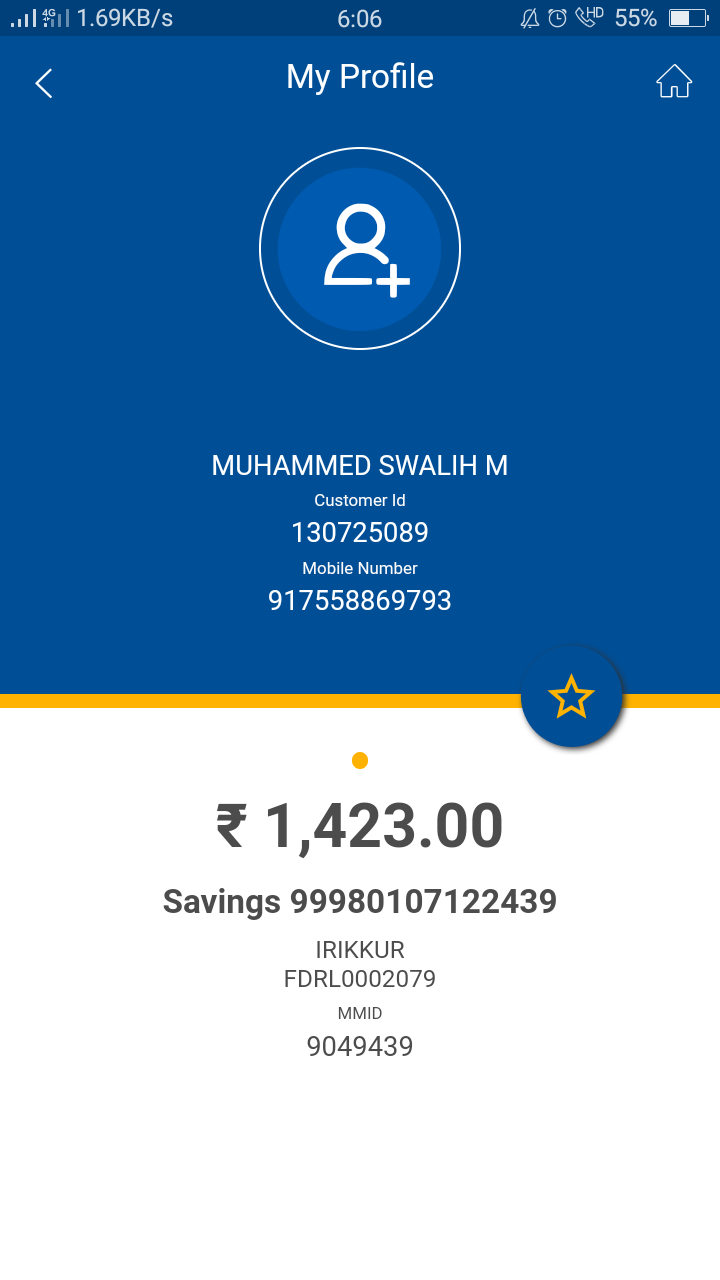 4G 1.69KB/s 6:06 HD 55%
My Profile
MUHAMMED SWALIH M
Customer Id
130725089
Mobile Number
917558869793
₹ 1,423.00
Savings 99980107122439
IRIKKUR
FDRL0002079
MMID
9049439